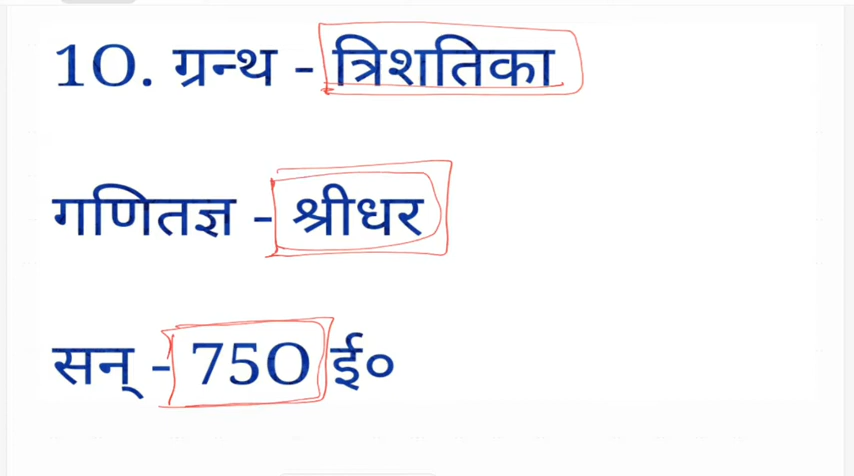 10. ग्रन्थ - त्रिशतिका
गणितज्ञ - श्रीधर
सन् - 750 ई०